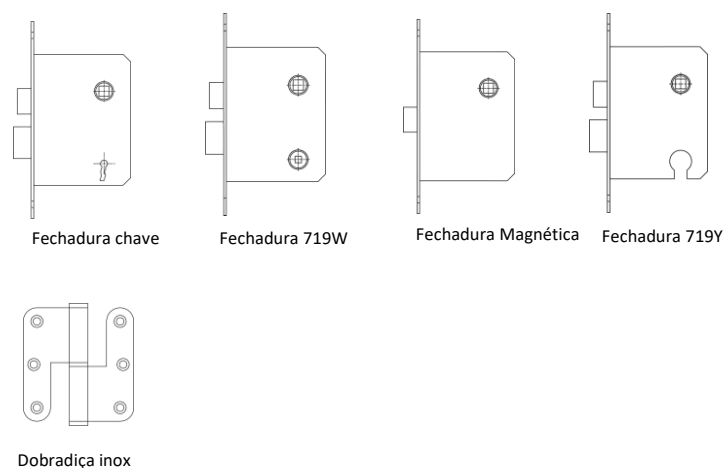 Fechadura chave
Fechadura 719W
Fechadura Magnética
Fechadura 719Y
Dobradiça inox